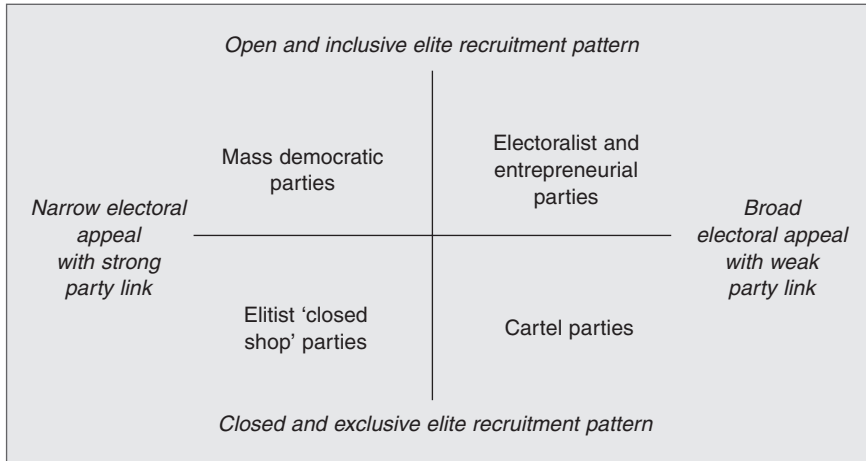 Open and inclusive elite recruitment pattern
Mass democratic
parties
Electoralist and
entrepreneurial
parties
Narrow electoral
appeal
with strong
party link
Broad
electoral appeal
with weak
party link
Elitist ‘closed
shop’ parties
Cartel parties
Closed and exclusive elite recruitment pattern